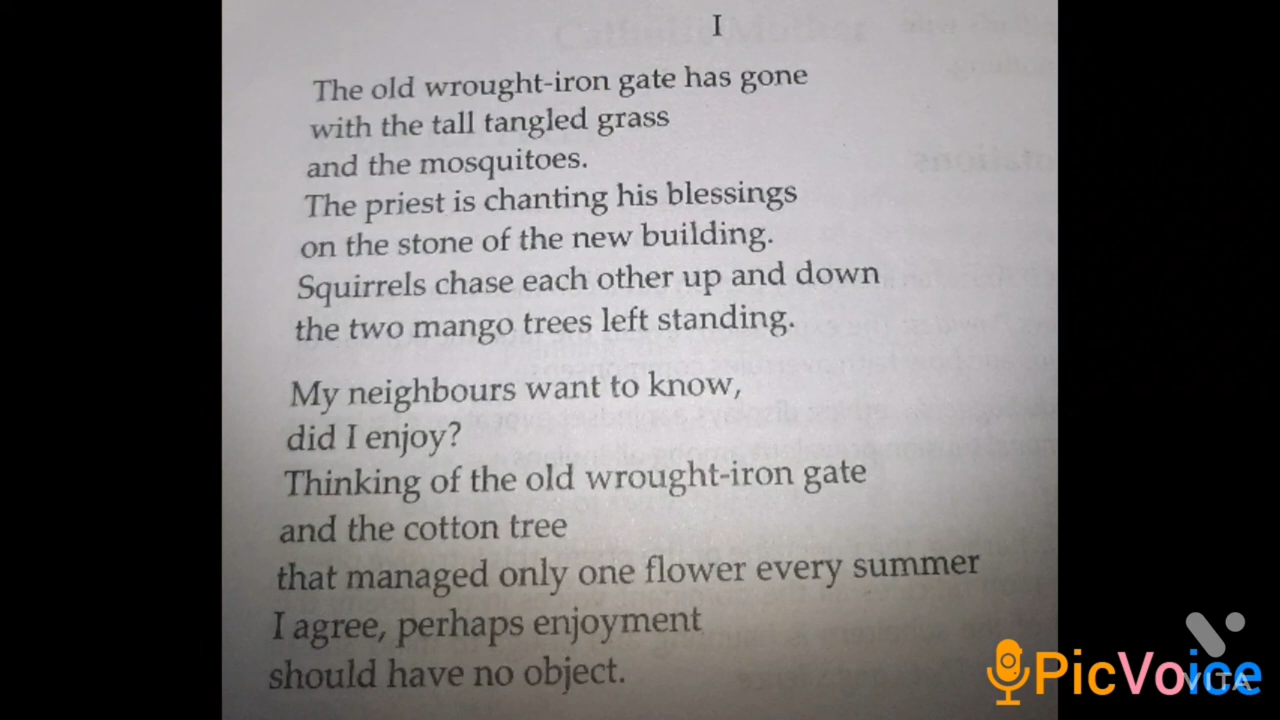 I
The old wrought-iron gate has gone
with the tall tangled grass
and the mosquitoes.
The priest is chanting his blessings
on the stone of the new building.
Squirrels chase each other up and down
the two mango trees left standing.
My neighbours want to know,
did I enjoy?
Thinking of the old wrought-iron gate
and the cotton tree
that managed only one flower every summer
I agree, perhaps enjoyment
should have no object.
PicVoice
VITA